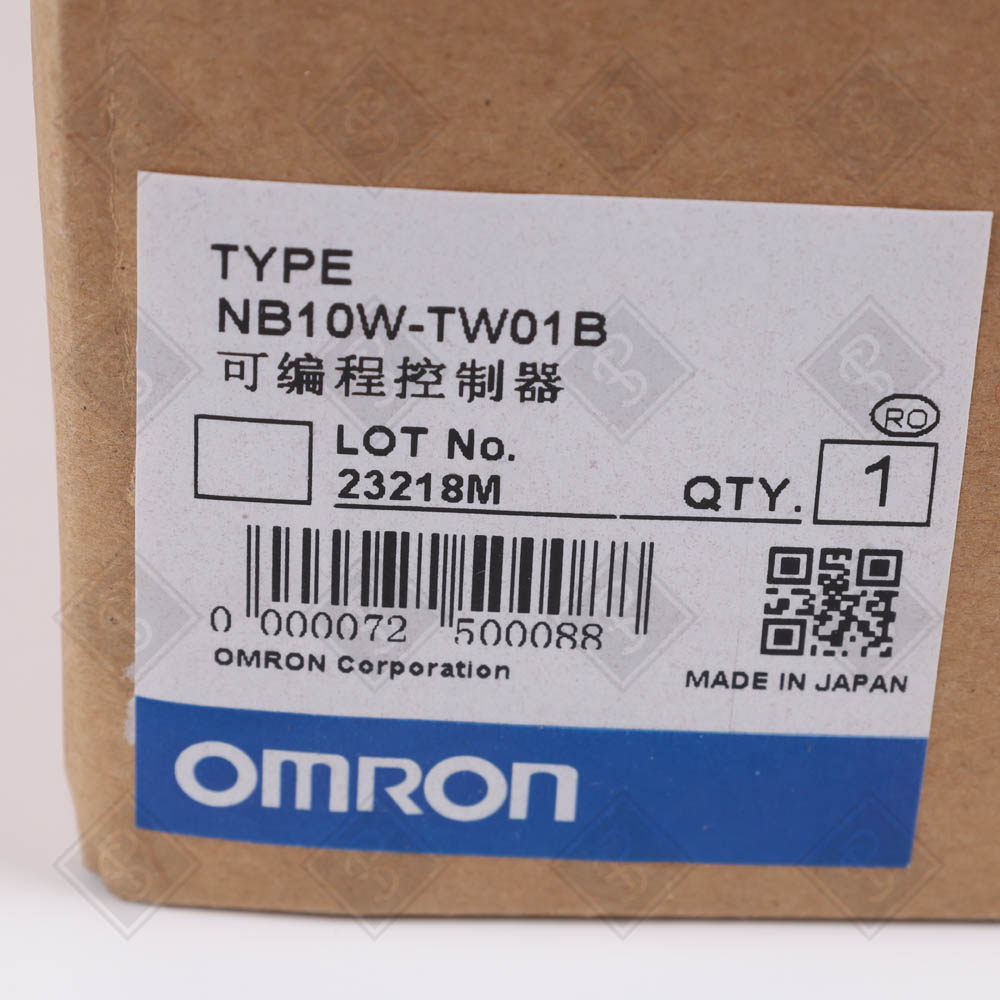 TYPE
NB10W-TW01B
可编程控制器
RO
LOT No.
23218M
QTY. 1
0 000072 500088
OMRON Corporation
MADE IN JAPAN
OMRON